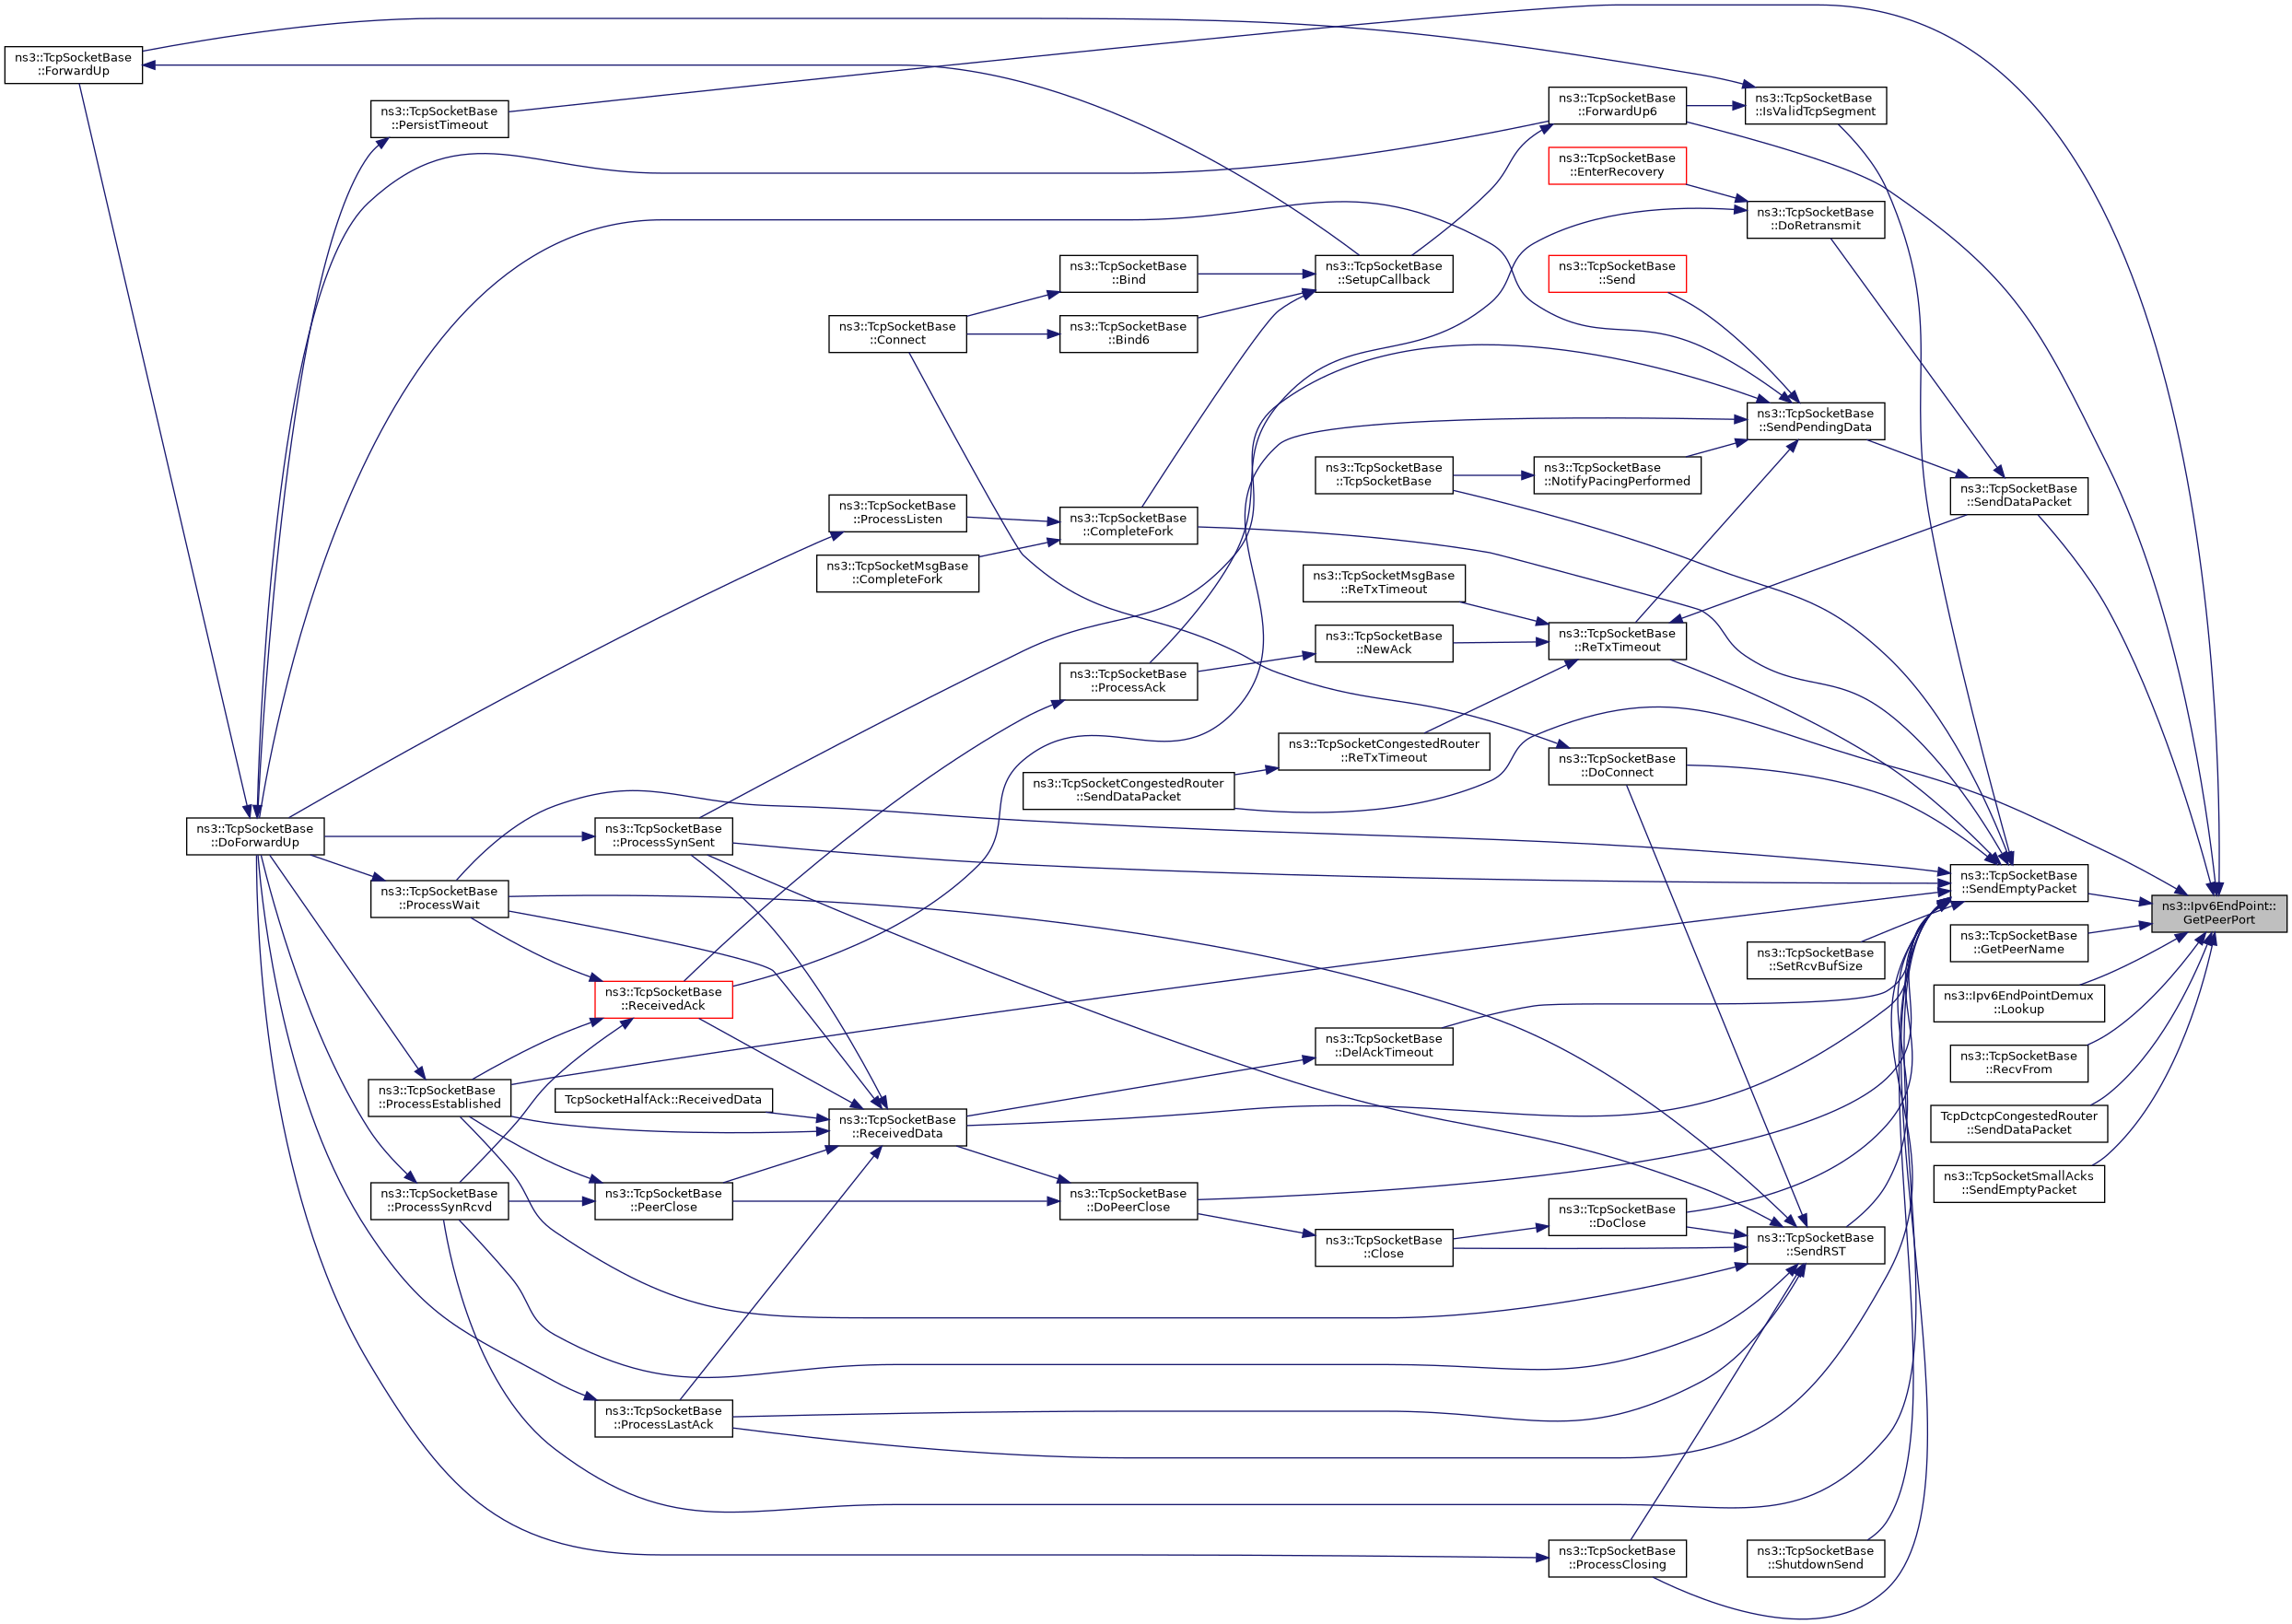 ns3::TcpSocketBase
::ForwardUp
ns3::TcpSocketBase
::PersistTimeout
ns3::TcpSocketBase
::ForwardUp6
ns3::TcpSocketBase
::IsValidTcpSegment
ns3::TcpSocketBase
::EnterRecovery
ns3::TcpSocketBase
::DoRetransmit
ns3::TcpSocketBase
::Bind
ns3::TcpSocketBase
::SetupCallback
ns3::TcpSocketBase
::Send
ns3::TcpSocketBase
::Connect
ns3::TcpSocketBase
::Bind6
ns3::TcpSocketBase
::SendPendingData
ns3::TcpSocketBase
::TcpSocketBase
ns3::TcpSocketBase
::NotifyPacingPerformed
ns3::TcpSocketBase
::SendDataPacket
ns3::TcpSocketBase
::ProcessListen
ns3::TcpSocketBase
::CompleteFork
ns3::TcpSocketMsgBase
::CompleteFork
ns3::TcpSocketMsgBase
::ReTxTimeout
ns3::TcpSocketBase
::NewAck
ns3::TcpSocketBase
::ReTxTimeout
ns3::TcpSocketBase
::ProcessAck
ns3::TcpSocketCongestedRouter
::ReTxTimeout
ns3::TcpSocketBase
::DoConnect
ns3::TcpSocketCongestedRouter
::SendDataPacket
ns3::TcpSocketBase
::DoForwardUp
ns3::TcpSocketBase
::ProcessSynSent
ns3::TcpSocketBase
::ProcessWait
ns3::TcpSocketBase
::SendEmptyPacket
ns3::Ipv6EndPoint::
GetPeerPort
ns3::TcpSocketBase
::SetRcvBufSize
ns3::TcpSocketBase
::GetPeerName
ns3::TcpSocketBase
::ReceivedAck
ns3::Ipv6EndPointDemux
::Lookup
ns3::TcpSocketBase
::DelAckTimeout
ns3::TcpSocketBase
::RecvFrom
ns3::TcpSocketBase
::ProcessEstablished
TcpSocketHalfAck::ReceivedData
ns3::TcpSocketBase
::ReceivedData
TcpDctcpCongestedRouter
::SendDataPacket
ns3::TcpSocketBase
::ProcessSynRcvd
ns3::TcpSocketBase
::PeerClose
ns3::TcpSocketBase
::DoPeerClose
ns3::TcpSocketSmallAcks
::SendEmptyPacket
ns3::TcpSocketBase
::DoClose
ns3::TcpSocketBase
::Close
ns3::TcpSocketBase
::SendRST
ns3::TcpSocketBase
::ProcessLastAck
ns3::TcpSocketBase
::ProcessClosing
ns3::TcpSocketBase
::ShutdownSend